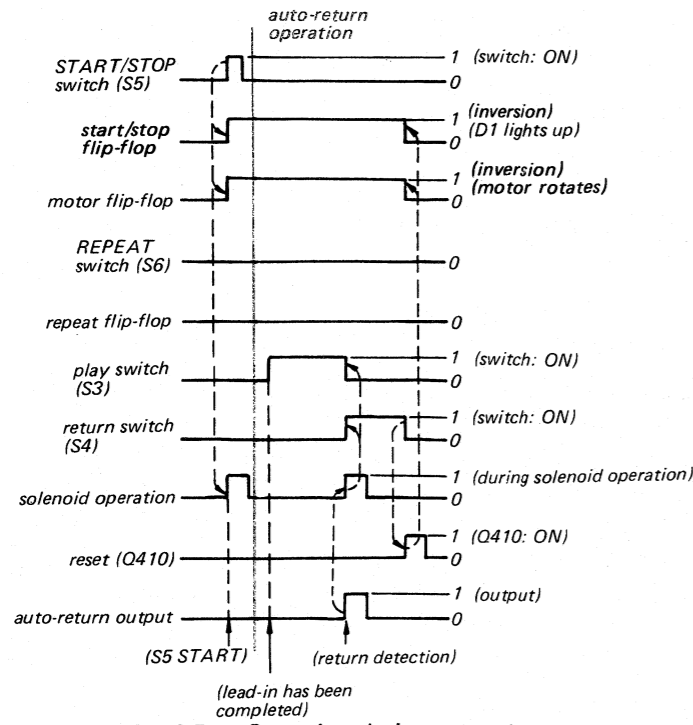 auto-return
operation
START/STOP
switch (S5)
1 (switch: ON)
0
start/stop
flip-flop
1 (inversion)
(D1 lights up)
0
motor flip-flop
1 (inversion)
(motor rotates)
0
REPEAT
switch (S6)
0
repeat flip-flop
0
play switch
(S3)
1 (switch: ON)
0
return switch
(S4)
1 (switch: ON)
0
solenoid operation
1 (during solenoid operation)
0
reset (Q410)
1 (Q410: ON)
0
auto-return output
1 (output)
0
(S5 START)
(return detection)
(lead-in has been
completed)